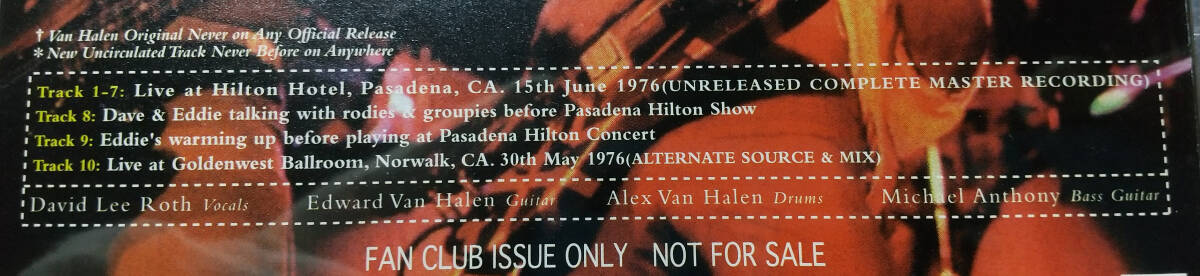 † Van Halen Original Never on Any Official Release
* New Uncirculated Track Never Before on Anywhere
Track 1-7: Live at Hilton Hotel, Pasadena, CA. 15th June 1976(UNRELEASED COMPLETE MASTER RECORDING)
Track 8: Dave & Eddie talking with rodies & groupies before Pasadena Hilton Show
Track 9: Eddie's warming up before playing at Pasadena Hilton Concert
Track 10: Live at Goldenwest Ballroom, Norwalk, CA. 30th May 1976(ALTERNATE SOURCE & MIX)
David Lee Roth Vocals Edward Van Halen Guitar Alex Van Halen Drums Michael Anthony Bass Guitar
FAN CLUB ISSUE ONLY NOT FOR SALE